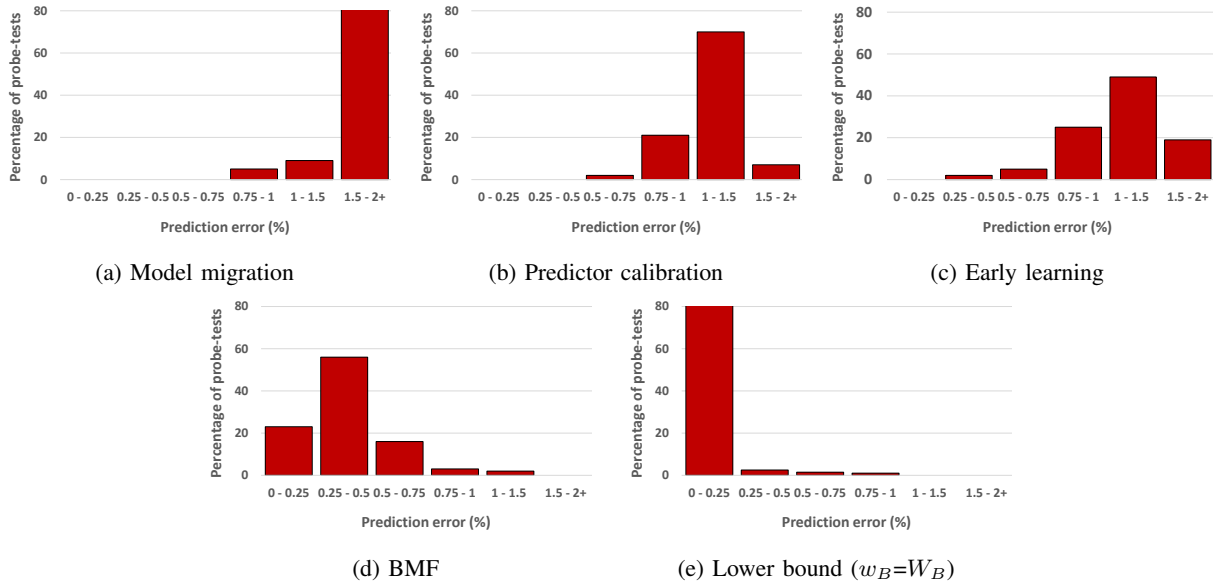 Percentage of probe-tests
80
60
40
20
0
0 - 0.25 0.25 - 0.5 0.5 - 0.75 0.75 - 1 1 - 1.5 1.5 - 2+
Prediction error (%)
(a) Model migration
Percentage of probe-tests
80
60
40
20
0
0 - 0.25 0.25 - 0.5 0.5 - 0.75 0.75 - 1 1 - 1.5 1.5 - 2+
Prediction error (%)
(b) Predictor calibration
Percentage of probe-tests
80
60
40
20
0
0 - 0.25 0.25 - 0.5 0.5 - 0.75 0.75 - 1 1 - 1.5 1.5 - 2+
Prediction error (%)
(c) Early learning
Percentage of probe-tests
80
60
40
20
0
0 - 0.25 0.25 - 0.5 0.5 - 0.75 0.75 - 1 1 - 1.5 1.5 - 2+
Prediction error (%)
(d) BMF
Percentage of probe-tests
80
60
40
20
0
0 - 0.25 0.25 - 0.5 0.5 - 0.75 0.75 - 1 1 - 1.5 1.5 - 2+
Prediction error (%)
(e) Lower bound (w_B=W_B)